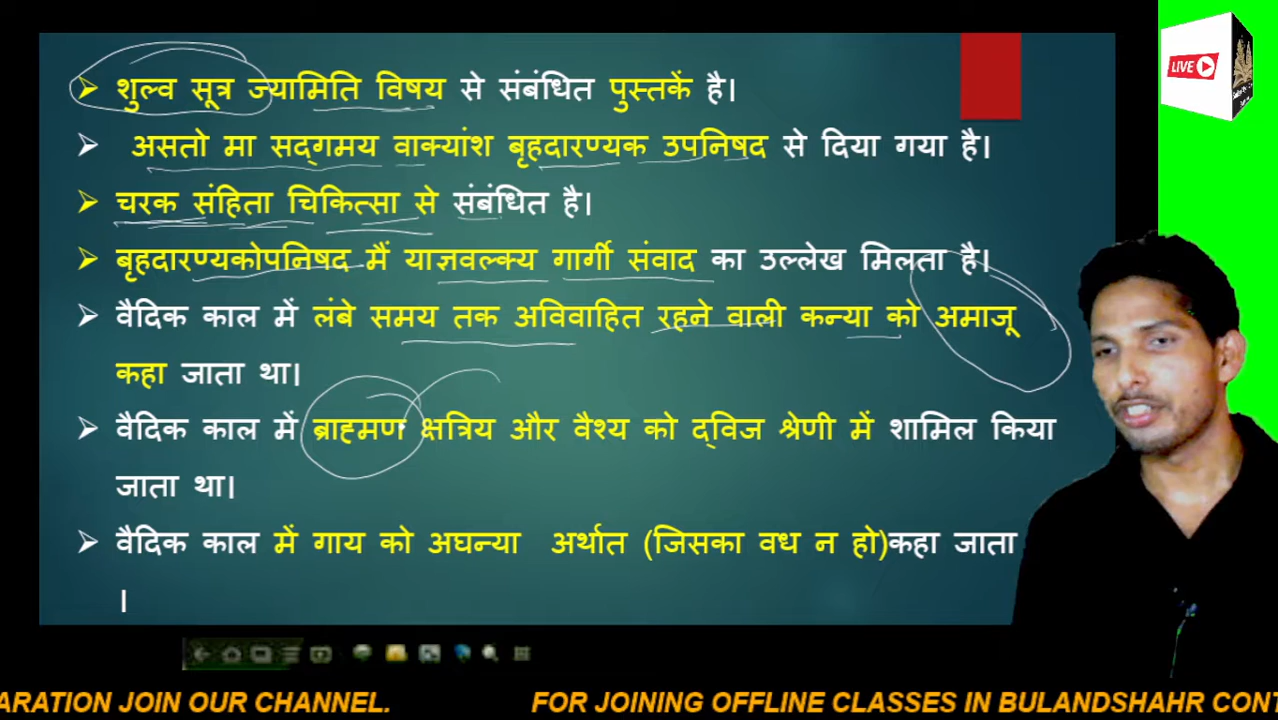 ➢ शुल्व सूत्र ज्यामिति विषय से संबंधित पुस्तकें है।
➢ असतो मा सद्गमय वाक्यांश बृहदारण्यक उपनिषद से दिया गया है।
➢ चरक संहिता चिकित्सा से संबंधित है।
➢ बृहदारण्यकोपनिषद मैं याज्ञवल्क्य गार्गी संवाद का उल्लेख मिलता है।
➢ वैदिक काल में लंबे समय तक अविवाहित रहने वाली कन्या को अमाजू
कहा जाता था।
➢ वैदिक काल में ब्राह्मण क्षत्रिय और वैश्य को द्विज श्रेणी में शामिल किया
जाता था।
➢ वैदिक काल में गाय को अघन्या अर्थात (जिसका वध न हो)कहा जाता
।
LIVE
ARATION JOIN OUR CHANNEL. FOR JOINING OFFLINE CLASSES IN BULANDSHAHR CONT